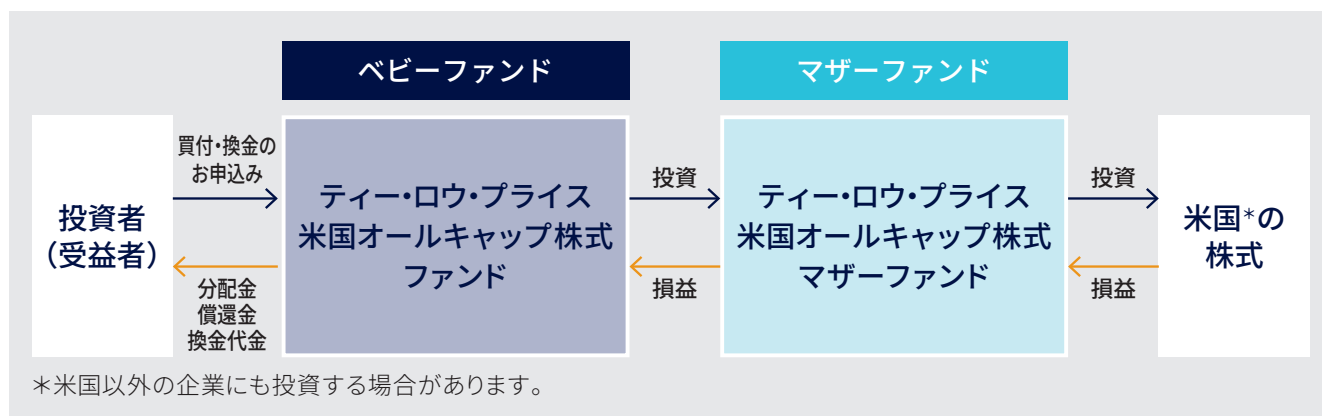 ベビーファンド
マザーファンド
投資者
（受益者）
買付・換金の
お申込み
分配金
償還金
換金代金
ティー・ロウ・プライス
米国オールキャップ株式
ファンド
投資
損益
ティー・ロウ・プライス
米国オールキャップ株式
マザーファンド
投資
損益
米国＊の
株式
＊米国以外の企業にも投資する場合があります。